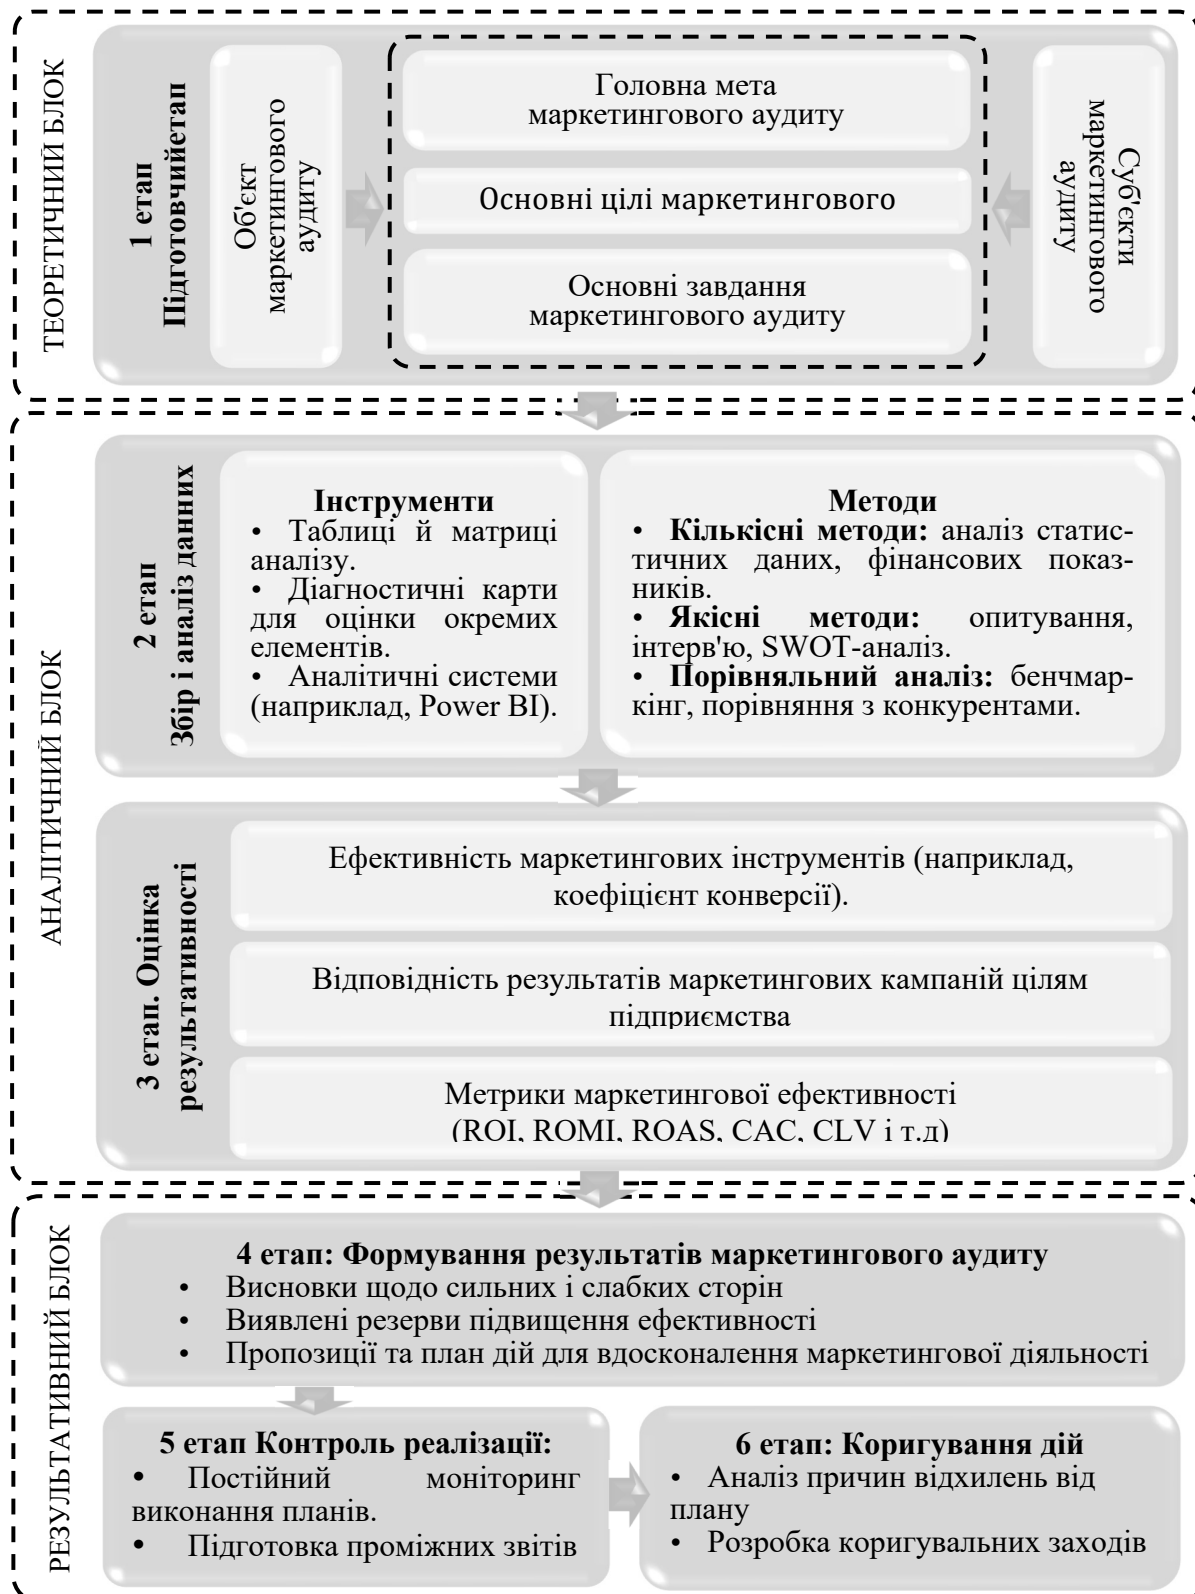 ТЕОРЕТИЧНИЙ БЛОК
1 етап
Підготовчийетап
Об'єкт
маркетингового
аудиту
Головна мета
маркетингового аудиту
Основні цілі маркетингового
Основні завдання
маркетингового аудиту
Суб'єкти
маркетингового
аудиту
АНАЛІТИЧНИЙ БЛОК
2 етап
Збір і аналіз данних
Інструменти
• Таблиці й матриці
аналізу.
• Діагностичні карти
для оцінки окремих
елементів.
• Аналітичні системи
(наприклад, Power BI).
Методи
• Кількісні методи: аналіз статис-
тичних даних, фінансових показ-
ників.
• Якісні методи: опитування,
інтерв'ю, SWOT-аналіз.
• Порівняльний аналіз: бенчмар-
кінг, порівняння з конкурентами.
3 етап. Оцінка
результативності
Ефективність маркетингових інструментів (наприклад,
коефіцієнт конверсії).
Відповідність результатів маркетингових кампаній цілям
підприємства
Метрики маркетингової ефективності
(ROI, ROMI, ROAS, CAC, CLV і т.д)
РЕЗУЛЬТАТИВНИЙ БЛОК
4 етап: Формування результатів маркетингового аудиту
• Висновки щодо сильних і слабких сторін
• Виявлені резерви підвищення ефективності
• Пропозиції та план дій для вдосконалення маркетингової діяльності
5 етап Контроль реалізації:
• Постійний моніторинг
виконання планів.
• Підготовка проміжних звітів
6 етап: Коригування дій
• Аналіз причин відхилень від
плану
• Розробка коригувальних заходів